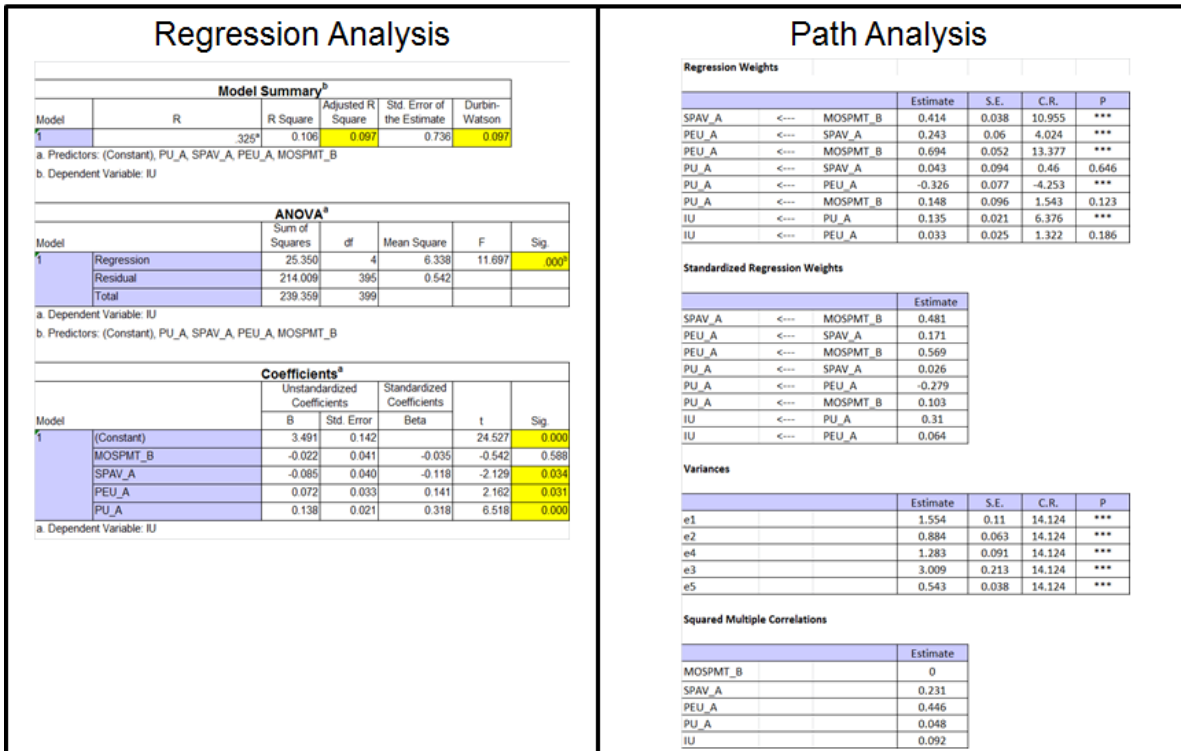 Regression Analysis
Model Summaryb
Model R R Square Adjusted R Square Std. Error of the Estimate Durbin-Watson
1 .325a 0.106 0.097 0.736 0.097
a. Predictors: (Constant), PU_A, SPAV_A, PEU_A, MOSPMT_B
b. Dependent Variable: IU
ANOVAa
Model Sum of Squares df Mean Square F Sig.
1 Regression 25.350 4 6.338 11.697 .000a
Residual 214.009 395 0.542
Total 239.359 399
a. Dependent Variable: IU
b. Predictors: (Constant), PU_A, SPAV_A, PEU_A, MOSPMT_B
Coefficientsa
Unstandardized Coefficients Standardized Coefficients
Model B Std. Error Beta t Sig.
1 (Constant) 3.491 0.142 24.527 0.000
MOSPMT_B -0.022 0.041 -0.035 -0.542 0.588
SPAV_A -0.085 0.040 -0.118 -2.129 0.034
PEU_A 0.072 0.033 0.141 2.162 0.031
PU_A 0.138 0.021 0.318 6.518 0.000
a. Dependent Variable: IU
Path Analysis
Regression Weights
Estimate S.E. C.R. P
SPAV_A <--- MOSPMT_B 0.414 0.038 10.955 ***
PEU_A <--- SPAV_A 0.243 0.06 4.024 ***
PEU_A <--- MOSPMT_B 0.694 0.052 13.377 ***
PU_A <--- SPAV_A 0.043 0.094 0.46 0.646
PU_A <--- PEU_A -0.326 0.077 -4.253 ***
PU_A <--- MOSPMT_B 0.148 0.096 1.543 0.123
IU <--- PU_A 0.135 0.021 6.376 ***
IU <--- PEU_A 0.033 0.025 1.322 0.186
Standardized Regression Weights
Estimate
SPAV_A <--- MOSPMT_B 0.481
PEU_A <--- SPAV_A 0.171
PEU_A <--- MOSPMT_B 0.569
PU_A <--- SPAV_A 0.026
PU_A <--- PEU_A -0.279
PU_A <--- MOSPMT_B 0.103
IU <--- PU_A 0.31
IU <--- PEU_A 0.064
Variances
Estimate S.E. C.R. P
e1 1.554 0.11 14.124 ***
e2 0.884 0.063 14.124 ***
e4 1.283 0.091 14.124 ***
e3 3.009 0.213 14.124 ***
e5 0.543 0.038 14.124 ***
Squared Multiple Correlations
Estimate
MOSPMT_B 0
SPAV_A 0.231
PEU_A 0.446
PU_A 0.048
IU 0.092